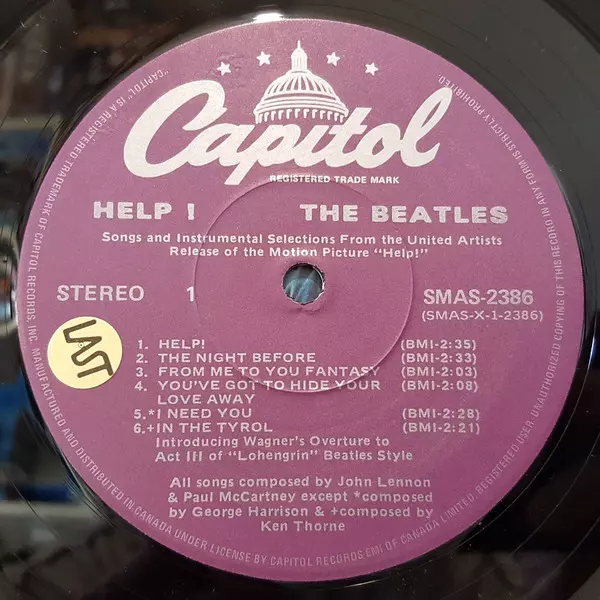 Capitol
REGISTERED TRADE MARK
HELP ! THE BEATLES
Songs and Instrumental Selections From the United Artists
Release of the Motion Picture "Help!"
STEREO 1 SMAS-2386
(SMAS-X-1-2386)
LAST
1. HELP! (BMI-2:35)
2. THE NIGHT BEFORE (BMI-2:33)
3. FROM ME TO YOU FANTASY (BMI-2:03)
4. YOU'VE GOT TO HIDE YOUR (BMI-2:08)
LOVE AWAY
5.*I NEED YOU (BMI-2:28)
6.+IN THE TYROL (BMI-2:21)
Introducing Wagner's Overture to
Act III of "Lohengrin" Beatles Style
All songs composed by John Lennon
& Paul McCartney except *composed
by George Harrison & +composed by
Ken Thorne
"CAPITOL" IS A REGISTERED TRADEMARK OF CAPITOL RECORDS, INC. MANUFACTURED AND DISTRIBUTED IN CANADA UNDER LICENSE BY CAPITOL RECORDS-EMI OF CANADA LIMITED. UNAUTHORIZED COPYING OF THIS RECORD IN ANY FORM IS STRICTLY PROHIBITED.